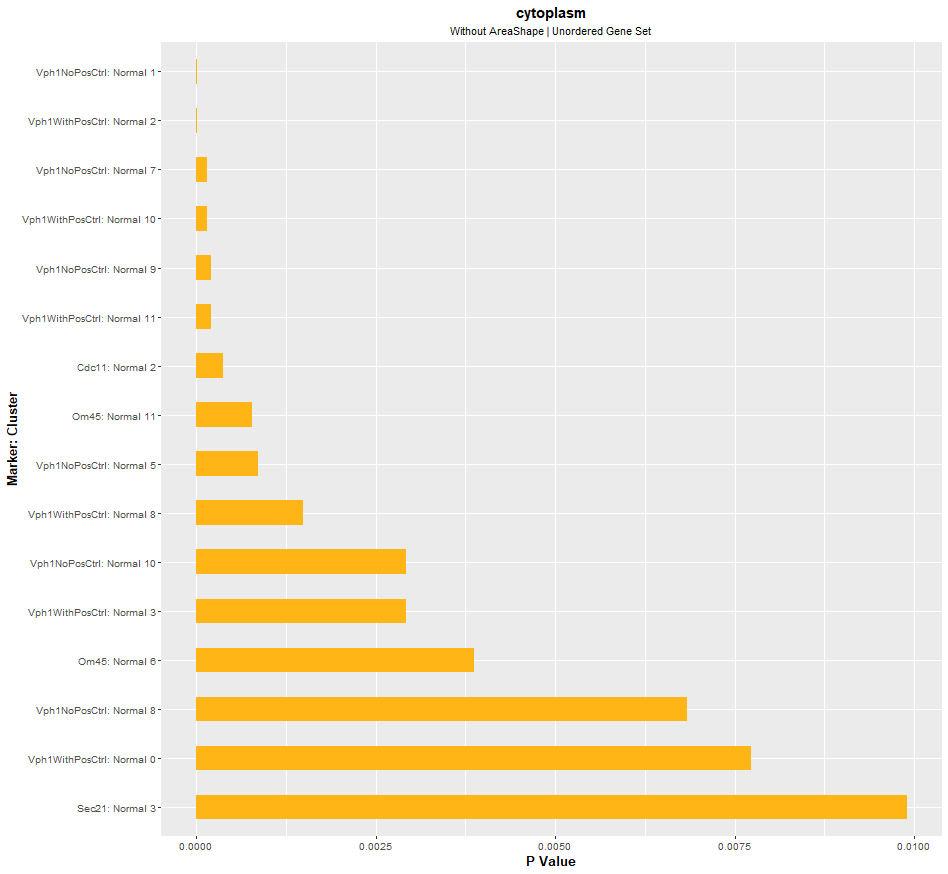 cytoplasm
Without AreaShape | Unordered Gene Set
Marker: Cluster
Vph1NoPosCtrl: Normal 1
Vph1WithPosCtrl: Normal 2
Vph1NoPosCtrl: Normal 7
Vph1WithPosCtrl: Normal 10
Vph1NoPosCtrl: Normal 9
Vph1WithPosCtrl: Normal 11
Cdc11: Normal 2
Om45: Normal 11
Vph1NoPosCtrl: Normal 5
Vph1WithPosCtrl: Normal 8
Vph1NoPosCtrl: Normal 10
Vph1WithPosCtrl: Normal 3
Om45: Normal 6
Vph1NoPosCtrl: Normal 8
Vph1WithPosCtrl: Normal 0
Sec21: Normal 3
0.0000 0.0025 0.0050 0.0075 0.0100
P Value